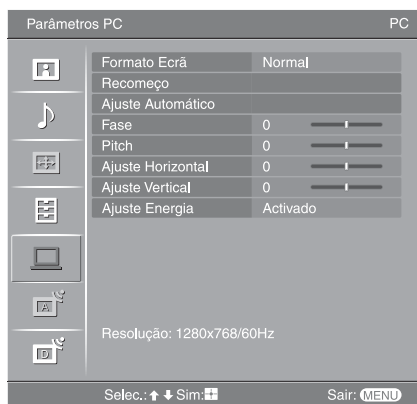 Parâmetros PC PC
Formato Ecrã Normal
Recomeço
Ajuste Automático
Fase 0
Pitch 0
Ajuste Horizontal 0
Ajuste Vertical 0
Ajuste Energia Activado
A
D
Resolução: 1280x768/60Hz
Selec.: Sim: Sair: MENU